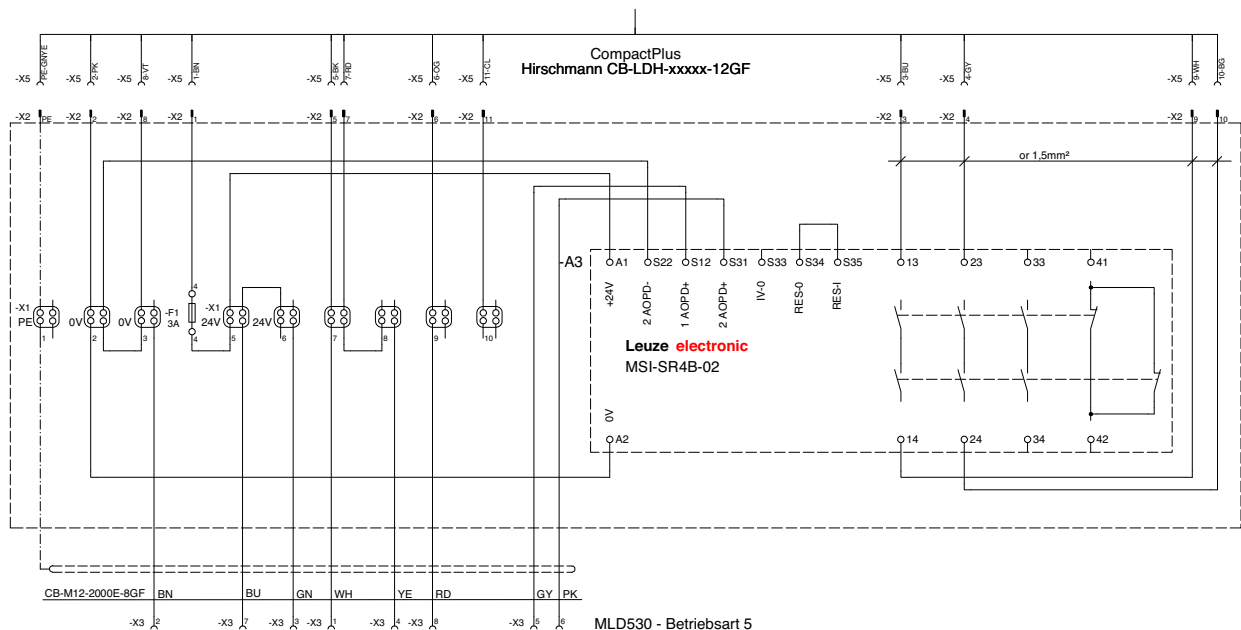 CompactPlus
Hirschmann CB-LDH-xxxxx-12GF
-X5 PE-GNYE
-X5 2-PK
-X5 8-VT
-X5 1-BN
-X5 5-BK
7-RD
-X5 6-OG
-X5 11-CL
-X5 3-BU
-X5 4-GY
-X5 9-WH
10-BG
-X2 PE
-X2 2
-X2 8
-X2 1
-X2 5
7
-X2 6
-X2 11
-X2 3
-X2 4
-X2 9
10
or 1,5mm²
-A3
A1
S22
S12
S31
S33
S34
S35
13
23
33
41
+24V
2 AOPD-
1 AOPD+
2 AOPD+
IV-0
RES-0
RES-I
4
-X1
PE
0V
0V
-F1
3A
-X1
24V
24V
1
2
3
4
5
6
7
8
9
10
Leuze electronic
MSI-SR4B-02
0V
A2
14
24
34
42
CB-M12-2000E-8GF
BN
BU
GN
WH
YE
RD
GY
PK
-X3 2
-X3 7
-X3 3
-X3 1
-X3 4
-X3 8
-X3 5
6
MLD530 - Betriebsart 5